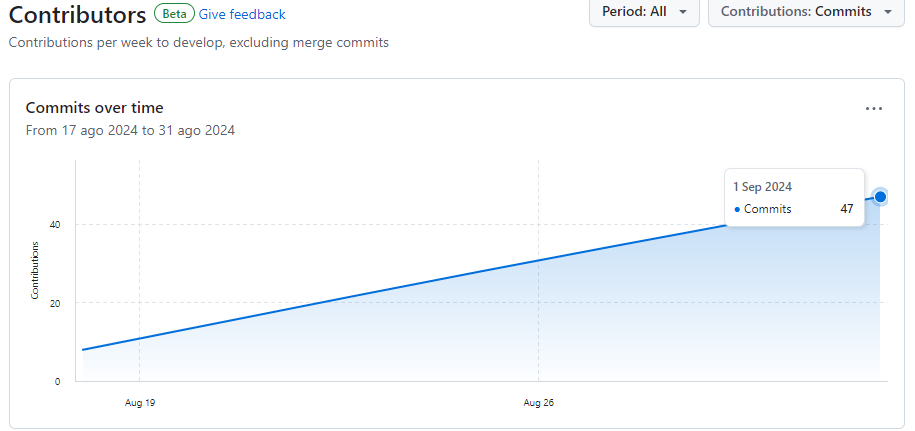 Contributors Beta Give feedback
Period: All
Contributors: Commits
Contributions per week to develop, excluding merge commits
Commits over time
From 17 ago 2024 to 31 ago 2024
1 Sep 2024
Commits 47
40
Contributions
20
0
Aug 19
Aug 26